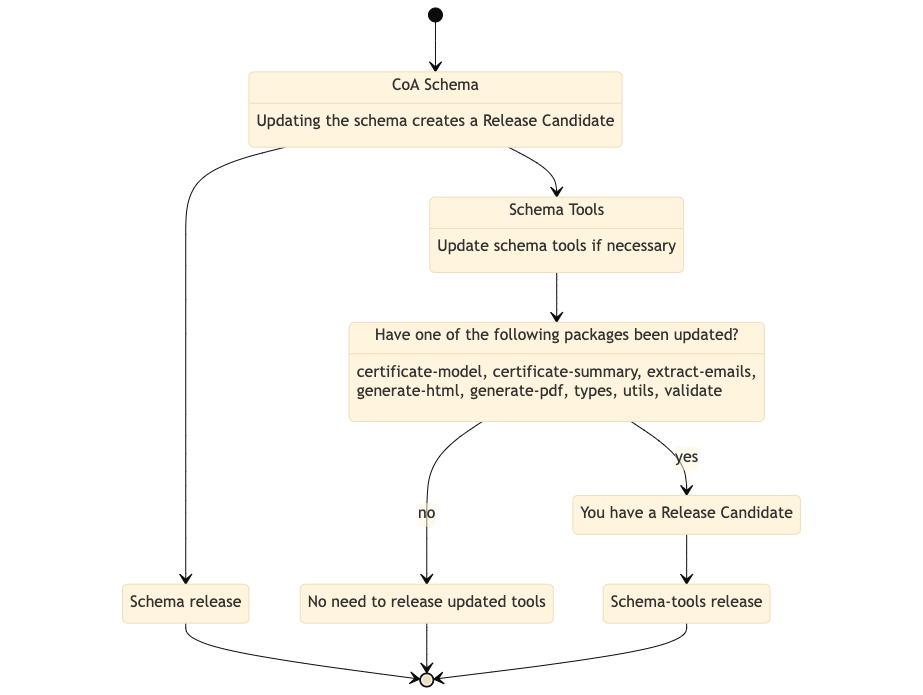 CoA Schema
Updating the schema creates a Release Candidate
Schema Tools
Update schema tools if necessary
Have one of the following packages been updated?
certificate-model, certificate-summary, extract-emails,
generate-html, generate-pdf, types, utils, validate
yes
no
You have a Release Candidate
Schema release
No need to release updated tools
Schema-tools release